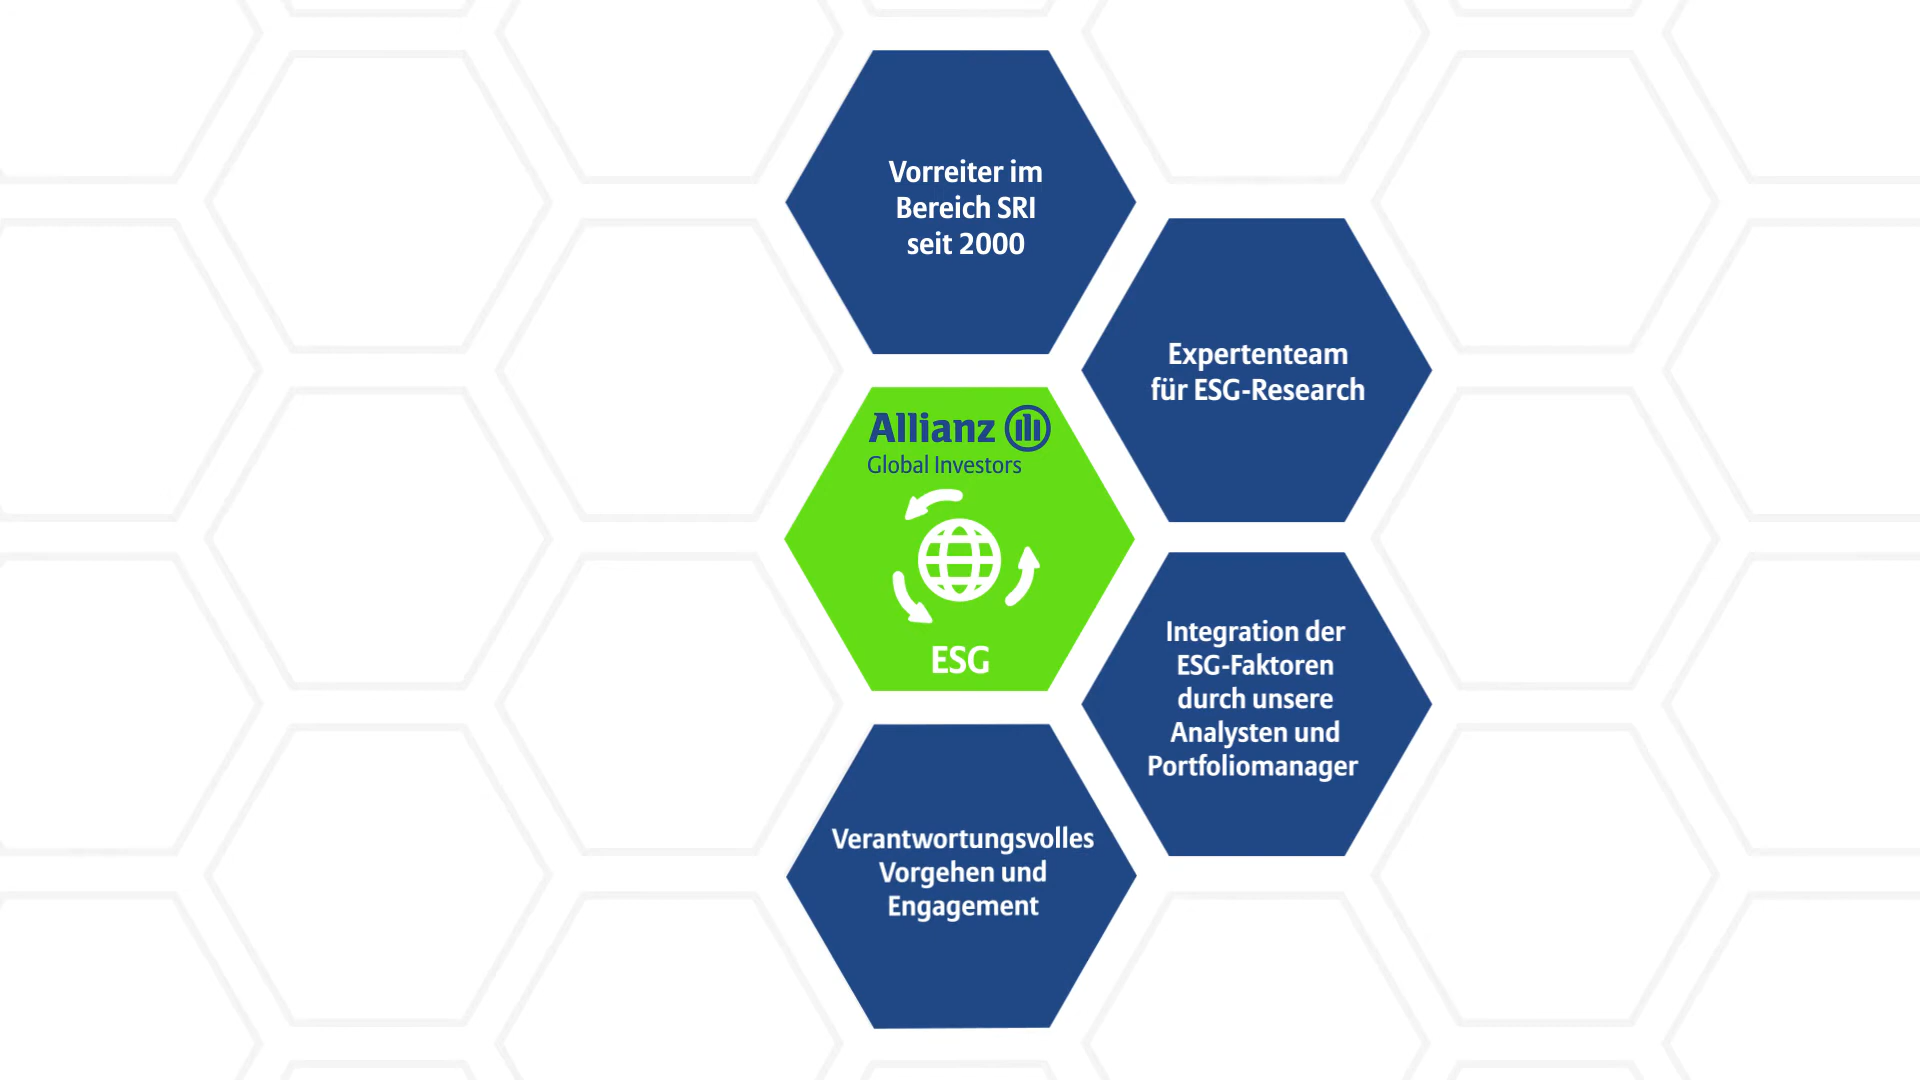 Vorreiter im
Bereich SRI
seit 2000
Expertenteam
für ESG-Research
Allianz
Global Investors
ESG
Integration der
ESG-Faktoren
durch unsere
Analysten und
Portfoliomanager
Verantwortungsvolles
Vorgehen und
Engagement